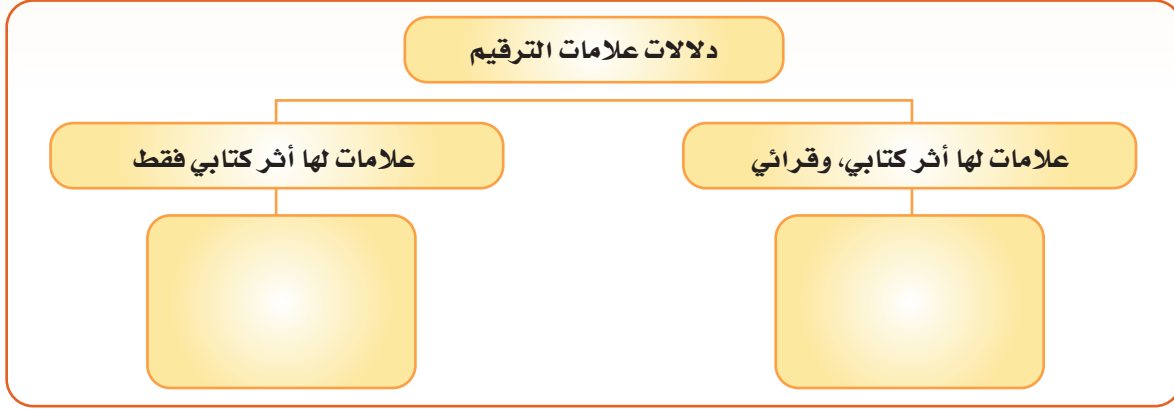 دلالات علامات الترقيم
علامات لها أثر كتابي، وقرائي
علامات لها أثر كتابي فقط